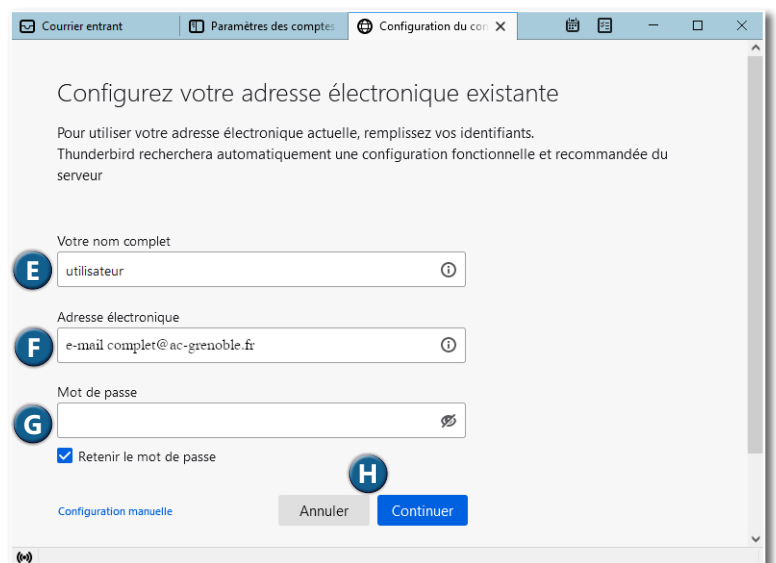 Courrier entrant
Paramètres des comptes
Configuration du con
Configurez votre adresse électronique existante
Pour utiliser votre adresse électronique actuelle, remplissez vos identifiants.
Thunderbird recherchera automatiquement une configuration fonctionnelle et recommandée du
serveur
Votre nom complet
E
utilisateur
Adresse électronique
F
e-mail complet@ac-grenoble.fr
Mot de passe
G
Retenir le mot de passe
H
Configuration manuelle
Annuler
Continuer